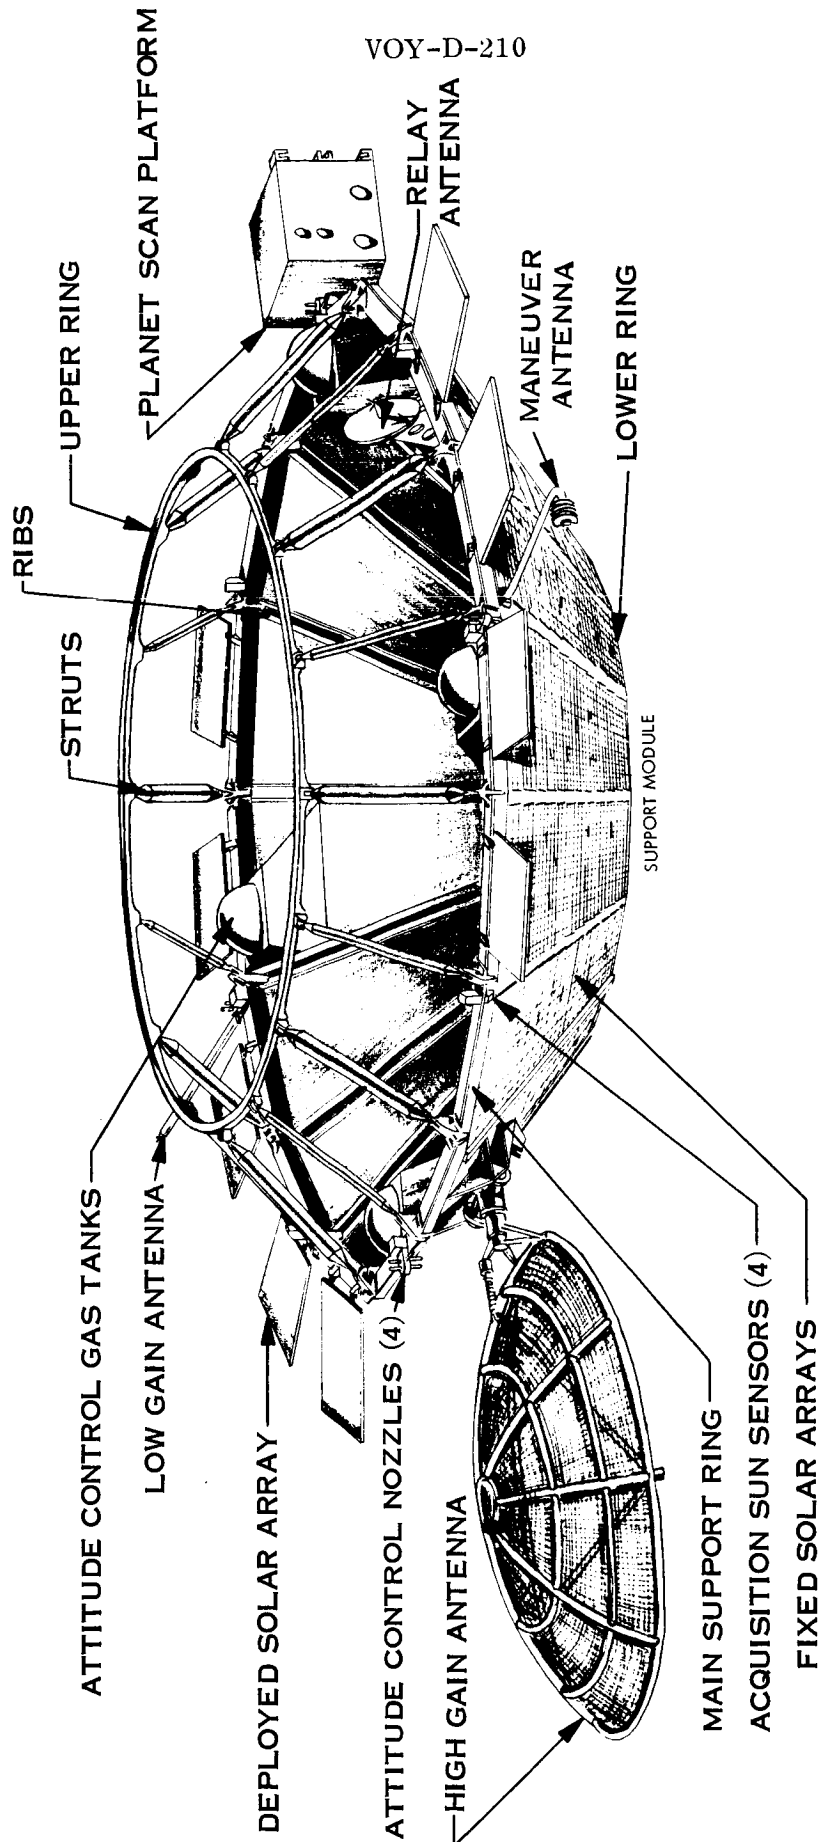 VOY-D-210
ATTITUDE CONTROL GAS TANKS
LOW GAIN ANTENNA
DEPLOYED SOLAR ARRAY
ATTITUDE CONTROL NOZZLES (4)
HIGH GAIN ANTENNA
STRUTS
RIBS
UPPER RING
PLANET SCAN PLATFORM
RELAY
ANTENNA
MANEUVER
ANTENNA
LOWER RING
SUPPORT MODULE
MAIN SUPPORT RING
ACQUISITION SUN SENSORS (4)
FIXED SOLAR ARRAYS